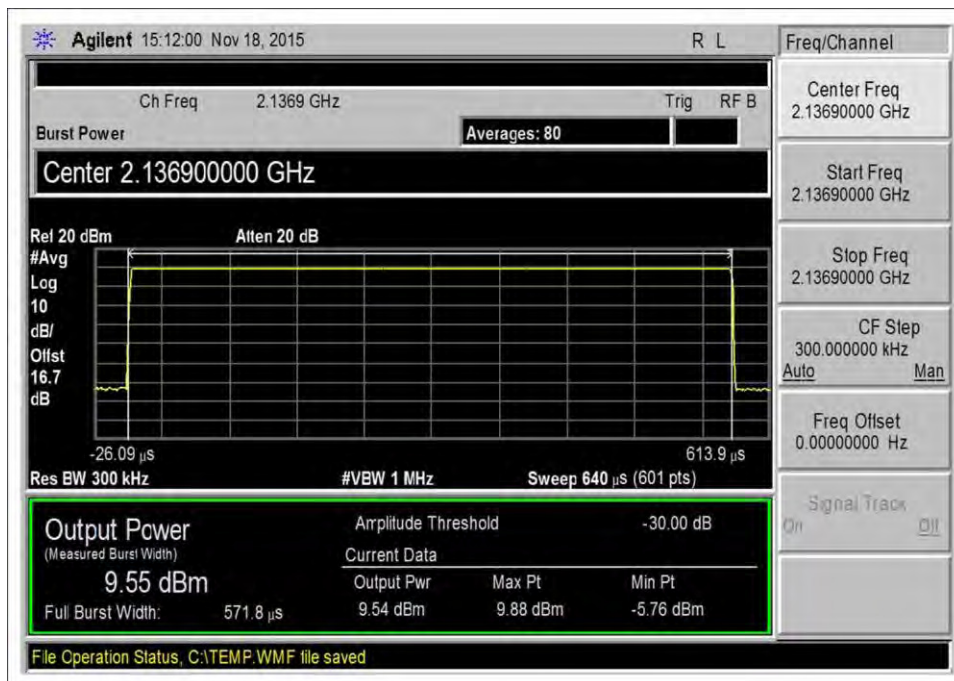 Agilent 15:12:00 Nov 18, 2015 R L
Freq/Channel
Ch Freq 2.1369 GHz Trig RF B
Burst Power Averages: 80
Center 2.136900000 GHz
Ref 20 dBm Atten 20 dB
#Avg
Log
10
dB/
Offst
16.7
dB
-26.09 µs 613.9 µs
Res BW 300 kHz #VBW 1 MHz Sweep 640 µs (601 pts)
Output Power
(Measured Burst Width)
9.55 dBm
Full Burst Width: 571.8 µs
Amplitude Threshold -30.00 dB
Current Data
Output Pwr Max Pt Min Pt
9.54 dBm 9.88 dBm -5.76 dBm
File Operation Status, C:\TEMP.WMF file saved
Center Freq
2.13690000 GHz
Start Freq
2.13690000 GHz
Stop Freq
2.13690000 GHz
CF Step
300.000000 kHz
Auto Man
Freq Offset
0.00000000 Hz
Signal Track
On Off